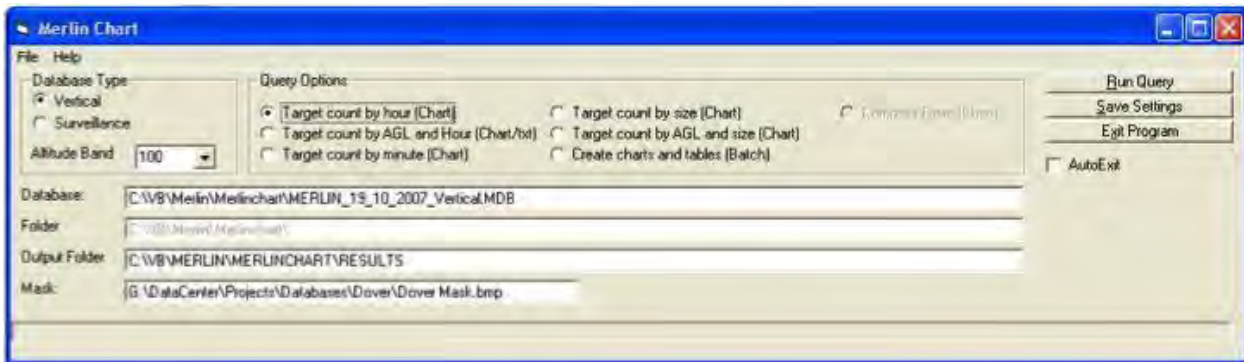 Merlin Chart
File Help
Database Type
Vertical
Surveillance
Altitude Band 100
Query Options
Target count by hour (Chart)
Target count by AGL and Hour (Chart/txt)
Target count by minute (Chart)
Target count by size (Chart)
Target count by AGL and size (Chart)
Create charts and tables (Batch)
Run Query
Save Settings
Exit Program
AutoExit
Database: C:\VB\Merlin\Merlinchart\MERLIN_19_10_2007_Vertical.MDB
Folder
Output Folder C:\VB\MERLIN\MERLINCHART\RESULTS
Mask: G:\DataCenter\Projects\Databases\Dover\Dover Mask.bmp